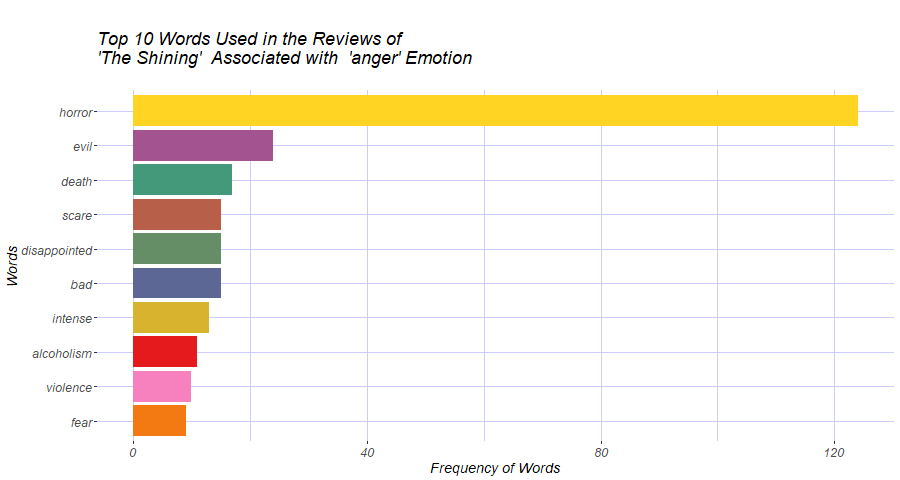 Top 10 Words Used in the Reviews of
'The Shining'  Associated with  'anger' Emotion
horror
evil
death
scare
disappointed
bad
intense
alcoholism
violence
fear
Words
0
40
80
120
Frequency of Words